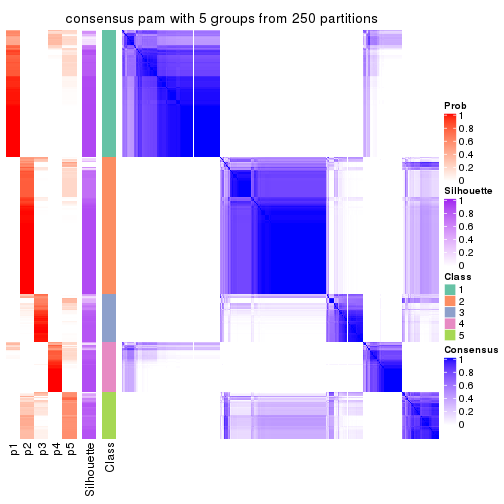 consensus pam with 5 groups from 250 partitions
Prob
1
0.8
0.6
0.4
0.2
0
Silhouette
1
0.8
0.6
0.4
0.2
0
Class
1
2
3
4
5
Consensus
1
0.8
0.6
0.4
0.2
0
p1
p2
p3
p4
p5
Silhouette
Class